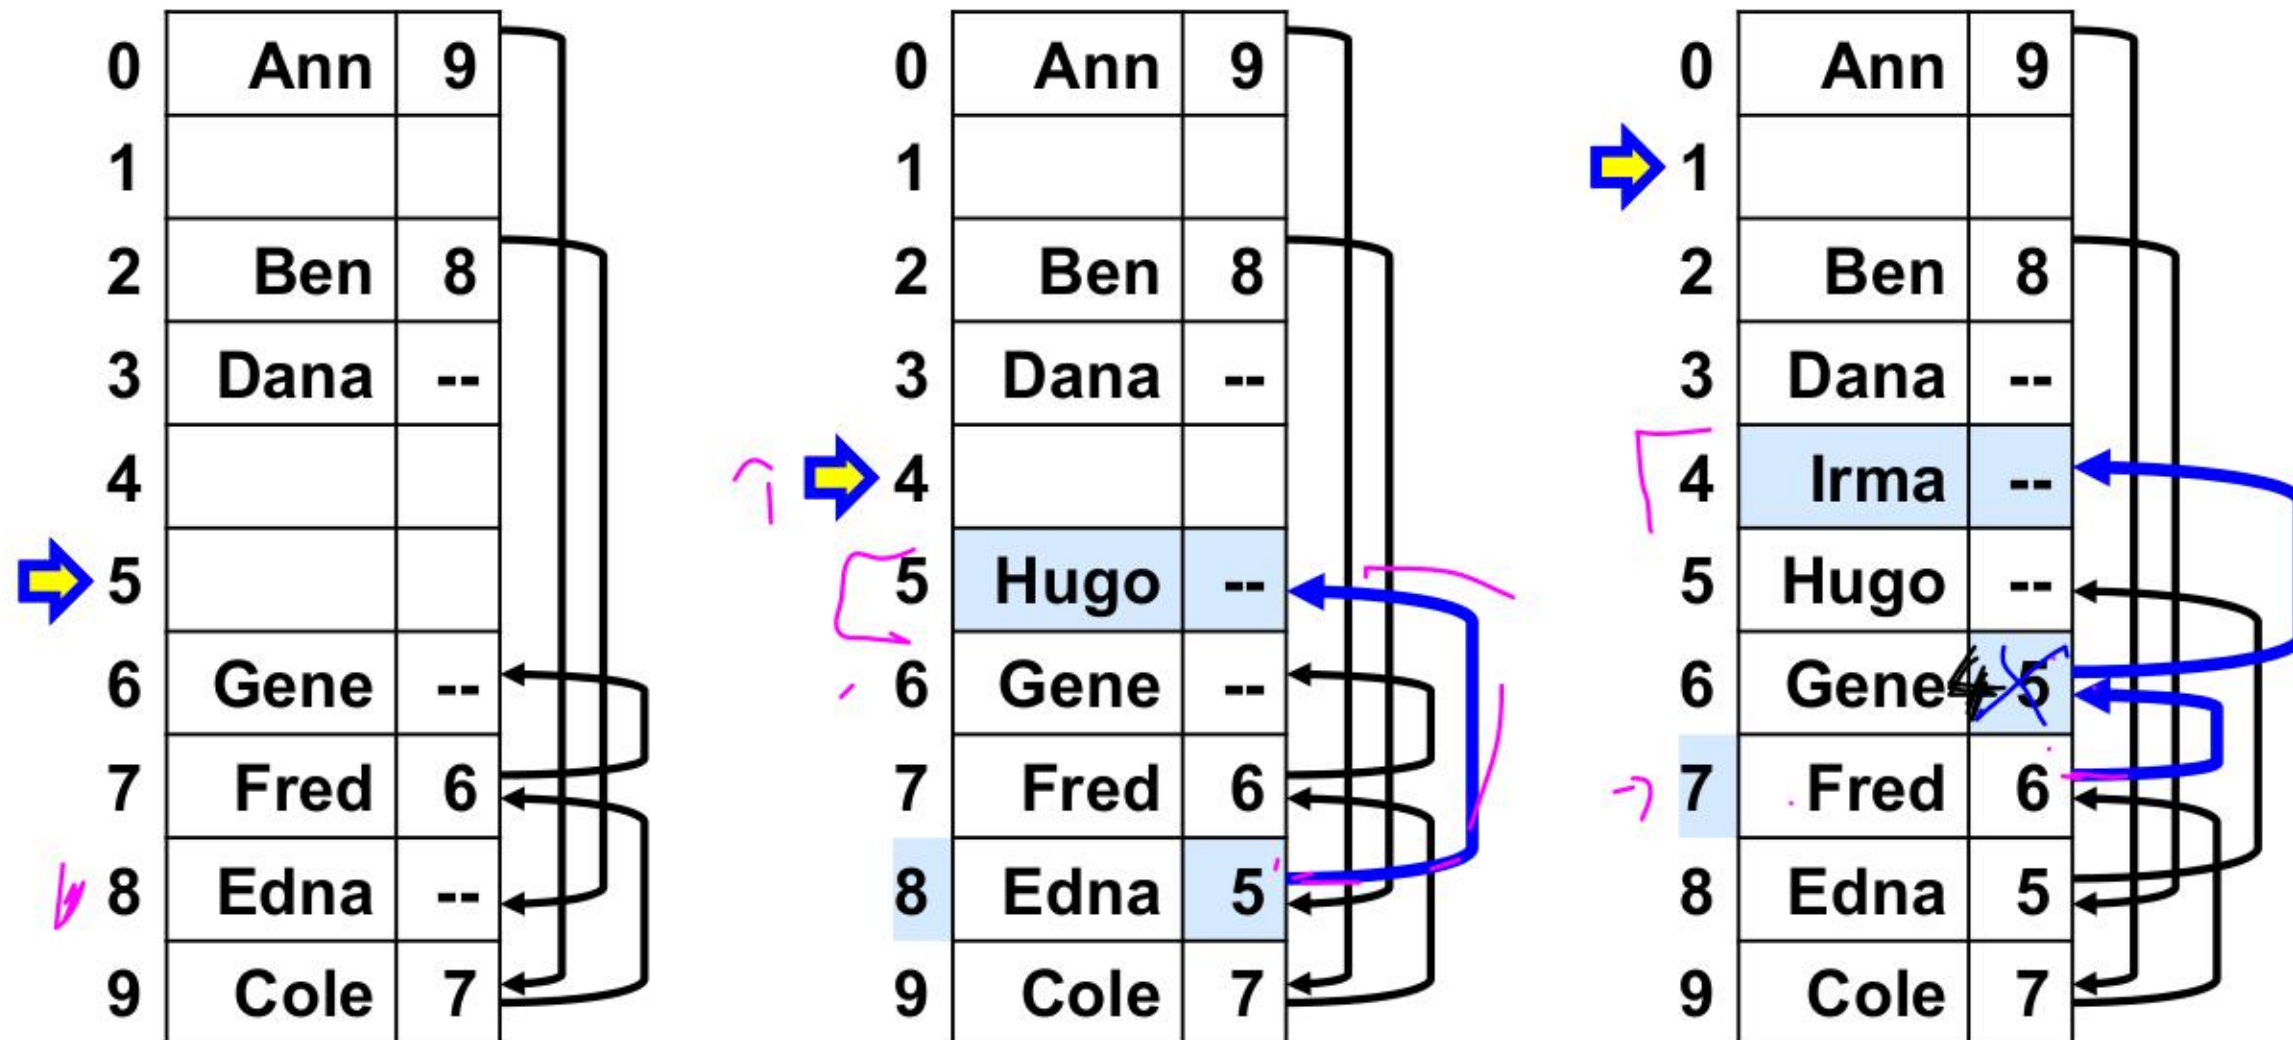 0 Ann 9
1
2 Ben 8
3 Dana --
4
5
6 Gene --
7 Fred 6
8 Edna --
9 Cole 7
0 Ann 9
1
2 Ben 8
3 Dana --
4
5 Hugo --
6 Gene --
7 Fred 6
8 Edna 5
9 Cole 7
0 Ann 9
1
2 Ben 8
3 Dana --
4 Irma --
5 Hugo --
6 Gene 4 5
7 Fred 6
8 Edna 5
9 Cole 7